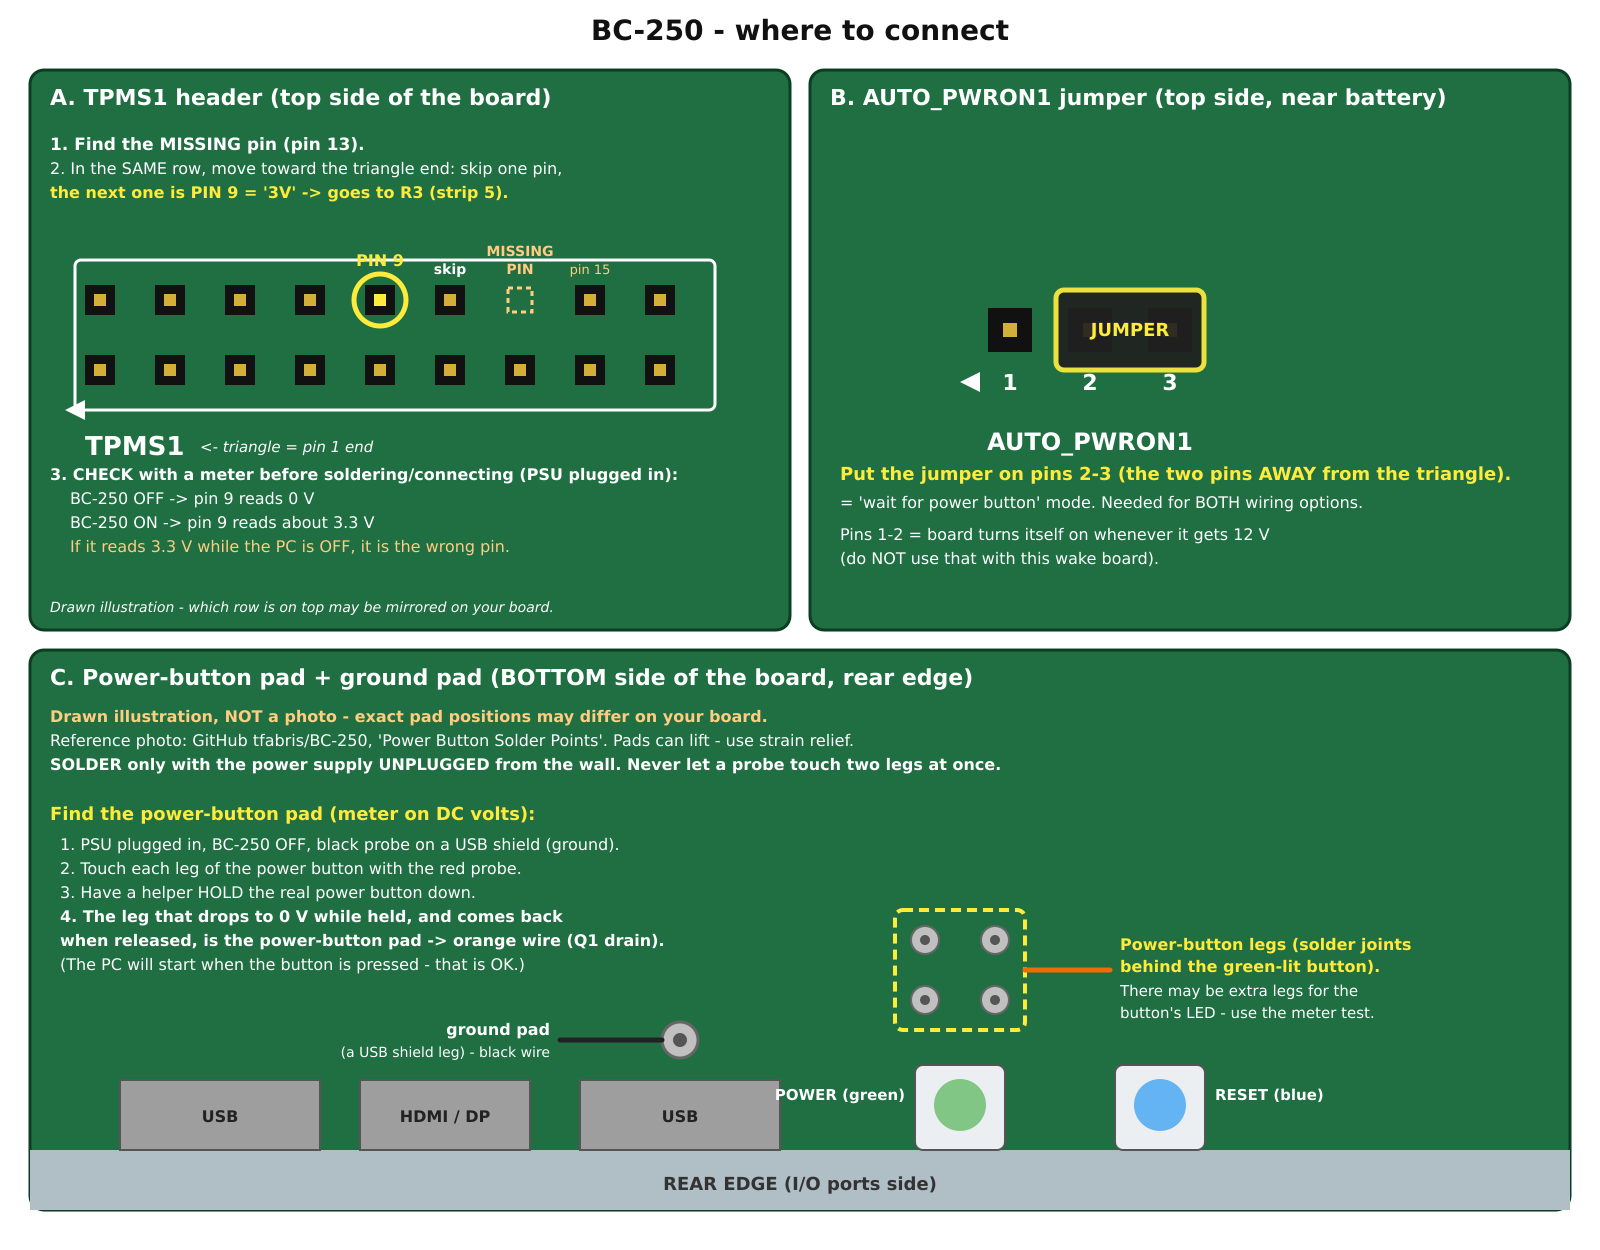 BC-250 - where to connect
A. TPMS1 header (top side of the board)
1. Find the MISSING pin (pin 13).
2. In the SAME row, move toward the triangle end: skip one pin,
the next one is PIN 9 = '3V' -> goes to R3 (strip 5).
PIN 9
skip
MISSING
PIN
pin 15
TPMS1
<- triangle = pin 1 end
3. CHECK with a meter before soldering/connecting (PSU plugged in):
BC-250 OFF -> pin 9 reads 0 V
BC-250 ON -> pin 9 reads about 3.3 V
If it reads 3.3 V while the PC is OFF, it is the wrong pin.
Drawn illustration - which row is on top may be mirrored on your board.
B. AUTO_PWRON1 jumper (top side, near battery)
JUMPER
1 2 3
AUTO_PWRON1
Put the jumper on pins 2-3 (the two pins AWAY from the triangle).
= 'wait for power button' mode. Needed for BOTH wiring options.
Pins 1-2 = board turns itself on whenever it gets 12 V
(do NOT use that with this wake board).
C. Power-button pad + ground pad (BOTTOM side of the board, rear edge)
Drawn illustration, NOT a photo - exact pad positions may differ on your board.
Reference photo: GitHub tfabris/BC-250, 'Power Button Solder Points'. Pads can lift - use strain relief.
SOLDER only with the power supply UNPLUGGED from the wall. Never let a probe touch two legs at once.
Find the power-button pad (meter on DC volts):
1. PSU plugged in, BC-250 OFF, black probe on a USB shield (ground).
2. Touch each leg of the power button with the red probe.
3. Have a helper HOLD the real power button down.
4. The leg that drops to 0 V while held, and comes back
when released, is the power-button pad -> orange wire (Q1 drain).
(The PC will start when the button is pressed - that is OK.)
Power-button legs (solder joints
behind the green-lit button).
There may be extra legs for the
button's LED - use the meter test.
ground pad
(a USB shield leg) - black wire
USB
HDMI / DP
USB
POWER (green)
RESET (blue)
REAR EDGE (I/O ports side)